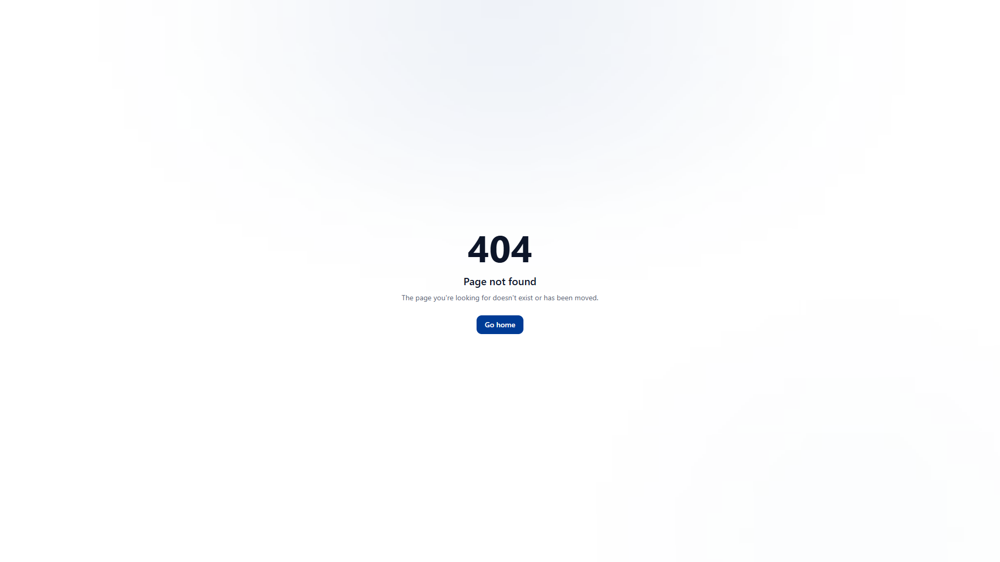 404
Page not found
The page you're looking for doesn't exist or has been moved.
Go home